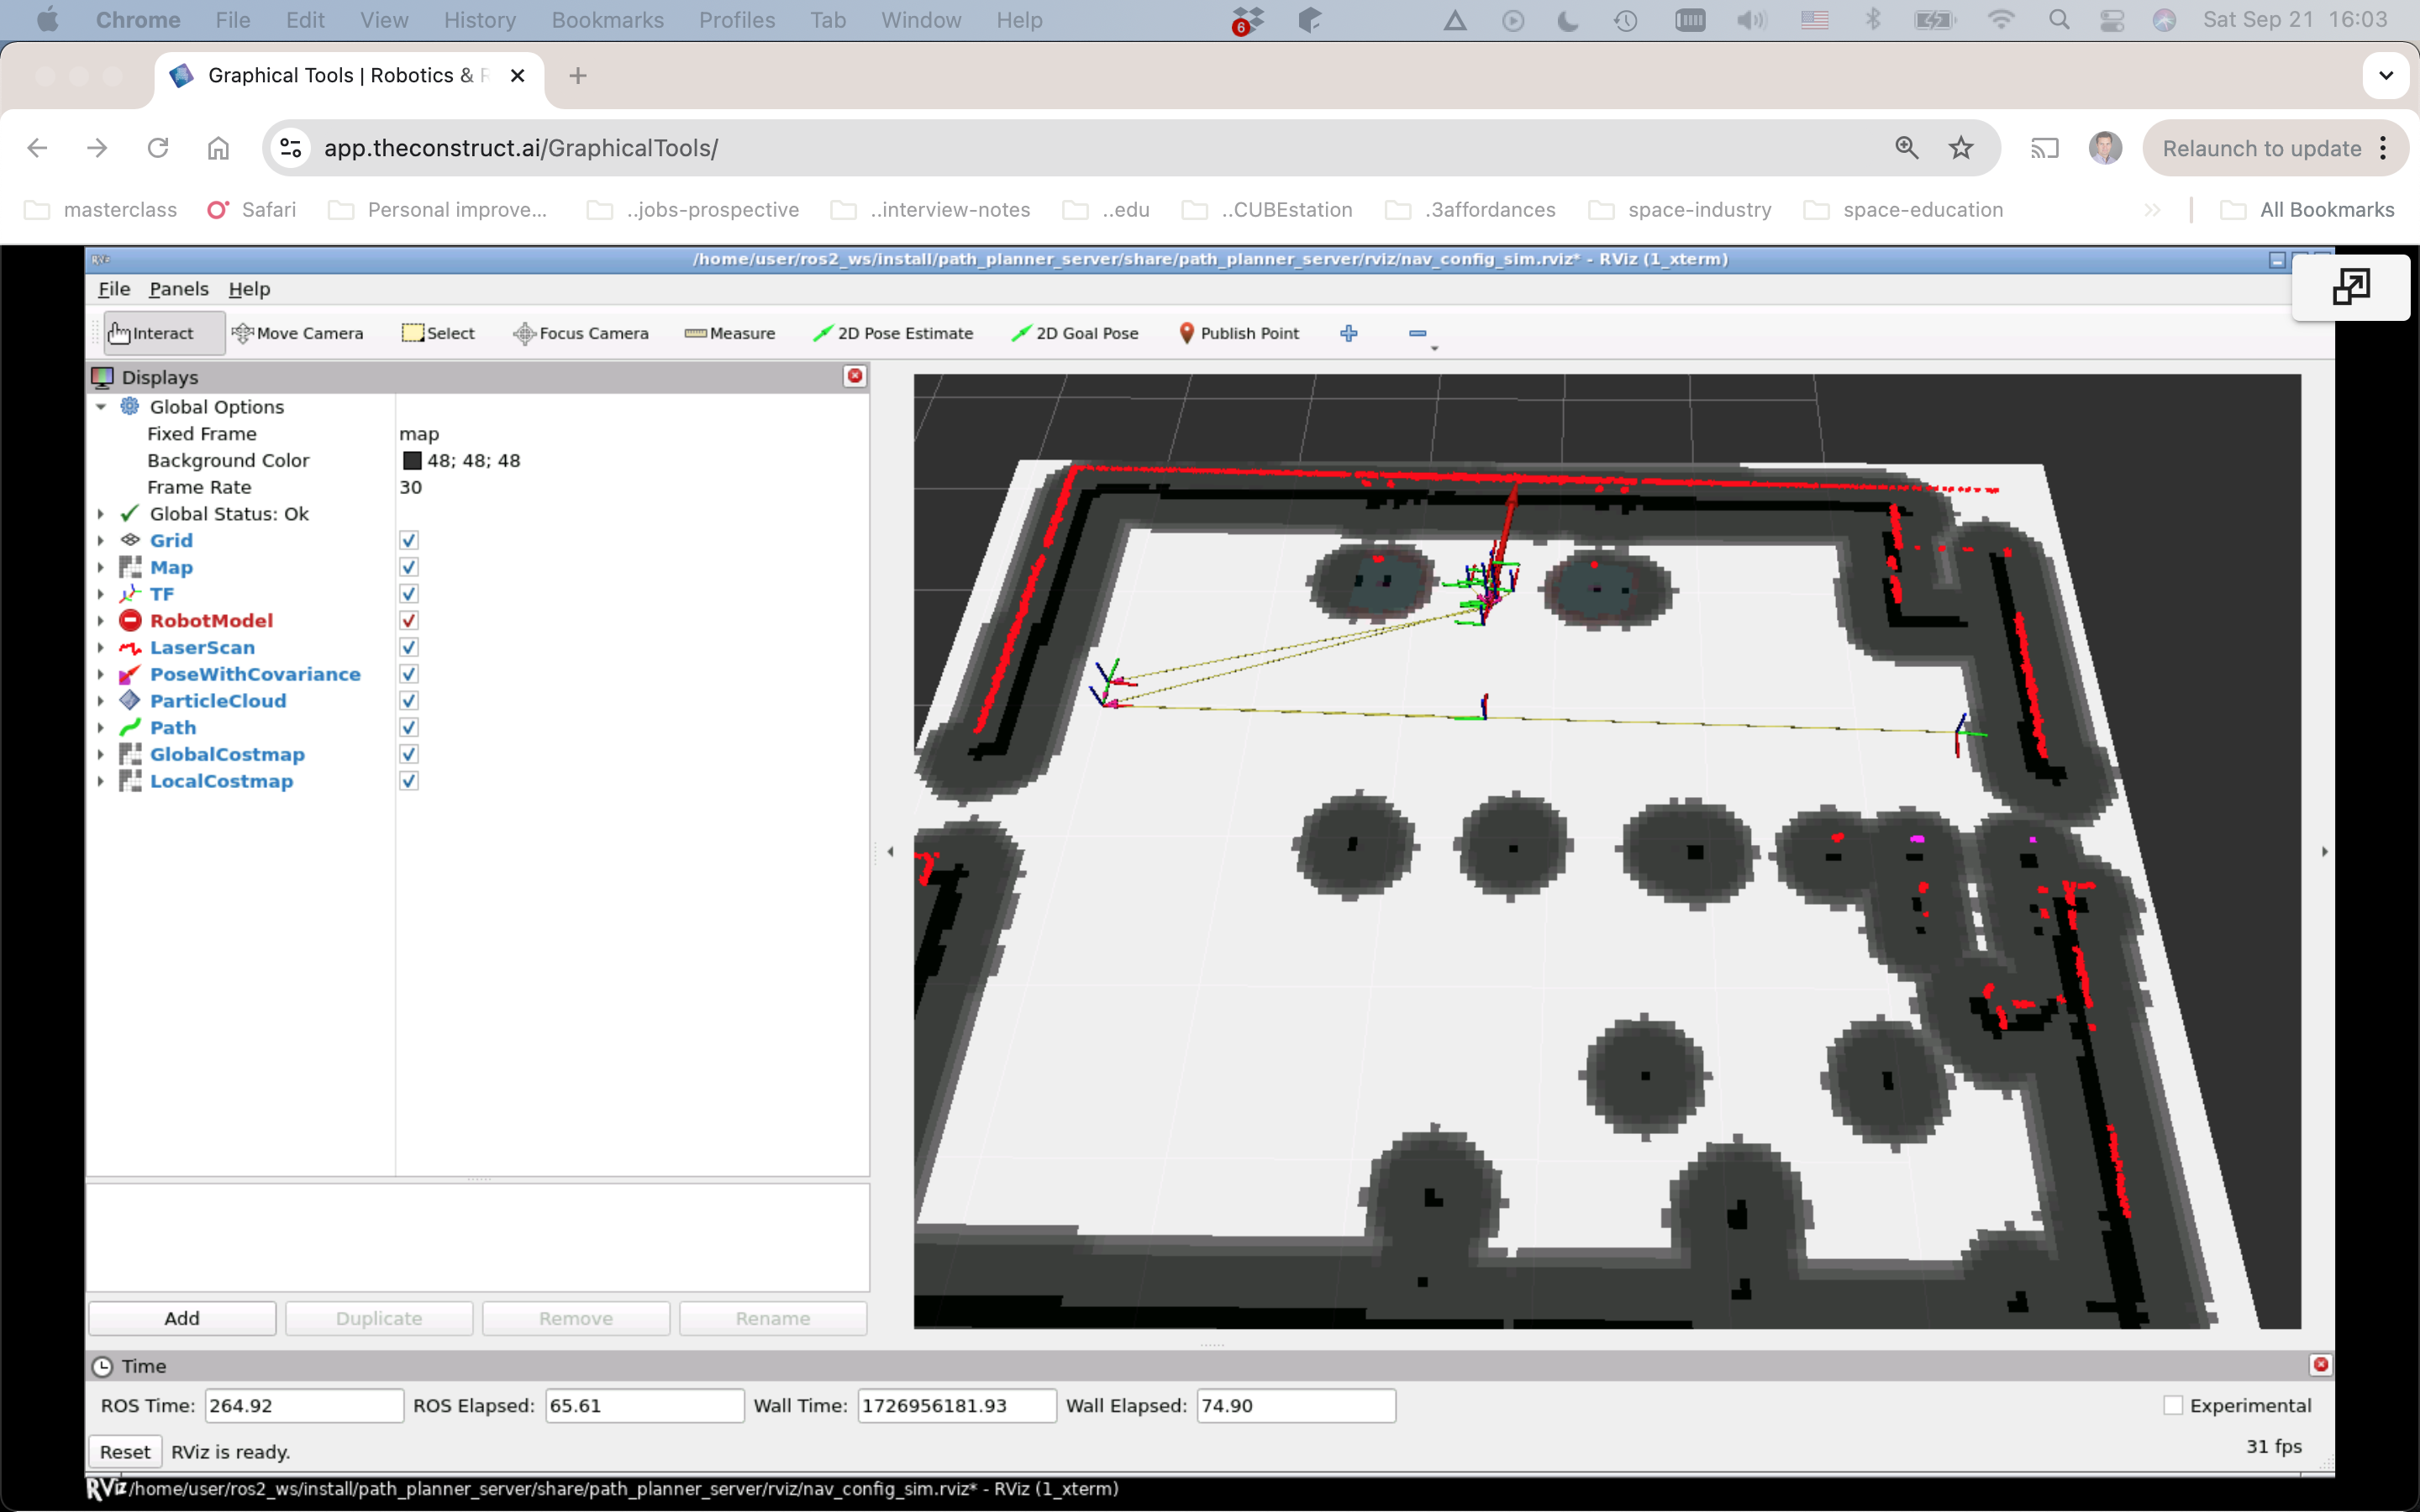 Chrome File Edit View History Bookmarks Profiles Tab Window Help 6 Sat Sep 21 16:03
Graphical Tools | Robotics & R
app.theconstruct.ai/GraphicalTools/ Relaunch to update
masterclass Safari Personal improve... ..jobs-prospective ..interview-notes ..edu ..CUBEstation .3affordances space-industry space-education All Bookmarks
RViz /home/user/ros2_ws/install/path_planner_server/share/path_planner_server/rviz/nav_config_sim.rviz* - RViz (1_xterm)
File Panels Help
Interact Move Camera Select Focus Camera Measure 2D Pose Estimate 2D Goal Pose Publish Point
Displays
Global Options
Fixed Frame map
Background Color 48; 48; 48
Frame Rate 30
Global Status: Ok
Grid
Map
TF
RobotModel
LaserScan
PoseWithCovariance
ParticleCloud
Path
GlobalCostmap
LocalCostmap
Add Duplicate Remove Rename
Time
ROS Time: 264.92 ROS Elapsed: 65.61 Wall Time: 1726956181.93 Wall Elapsed: 74.90 Experimental
Reset RViz is ready. 31 fps
RViz /home/user/ros2_ws/install/path_planner_server/share/path_planner_server/rviz/nav_config_sim.rviz* - RViz (1_xterm)